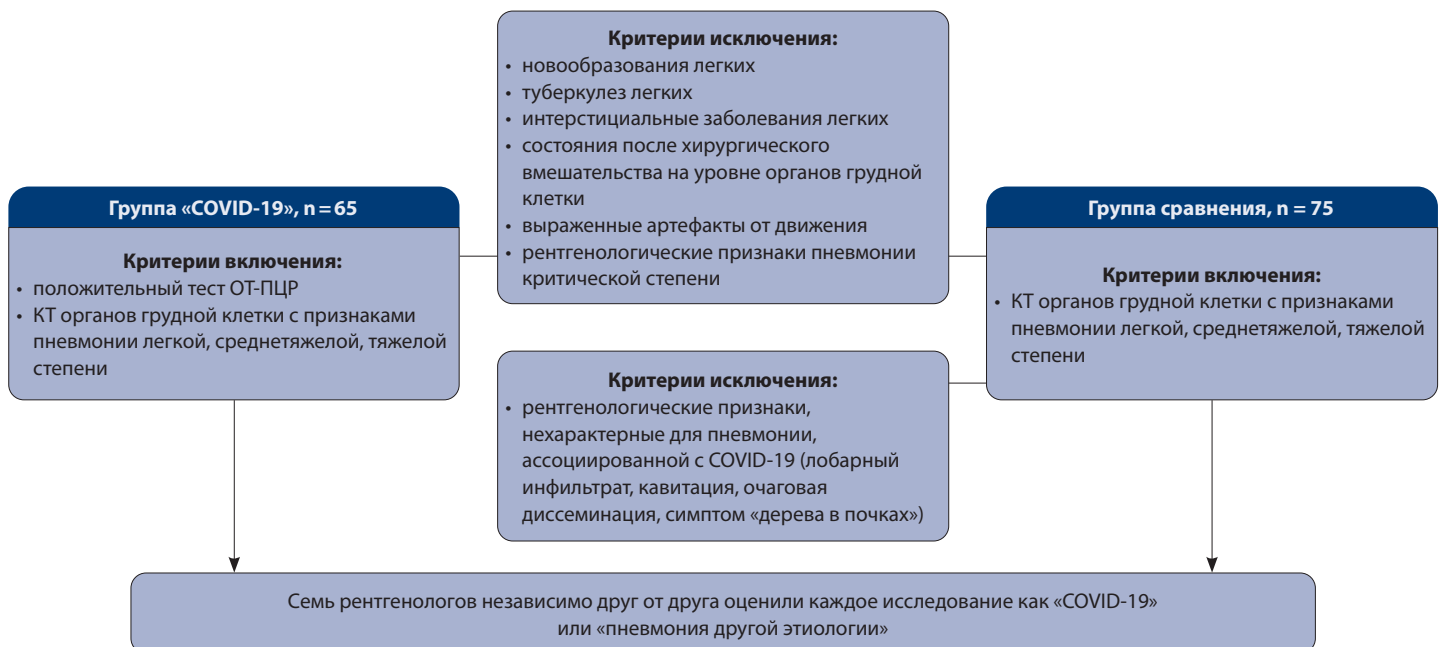 Критерии исключения:
• новообразования легких
• туберкулез легких
• интерстициальные заболевания легких
• состояния после хирургического
вмешательства на уровне органов грудной
клетки
• выраженные артефакты от движения
• рентгенологические признаки пневмонии
критической степени
Группа «COVID-19», n = 65
Критерии включения:
• положительный тест ОТ-ПЦР
• КТ органов грудной клетки с признаками
пневмонии легкой, среднетяжелой, тяжелой
степени
Группа сравнения, n = 75
Критерии включения:
• КТ органов грудной клетки с признаками
пневмонии легкой, среднетяжелой, тяжелой
степени
Критерии исключения:
• рентгенологические признаки,
нехарактерные для пневмонии,
ассоциированной с COVID-19 (лобарный
инфильтрат, кавитация, очаговая
диссеминация, симптом «дерева в почках»)
Семь рентгенологов независимо друг от друга оценили каждое исследование как «COVID-19»
или «пневмония другой этиологии»